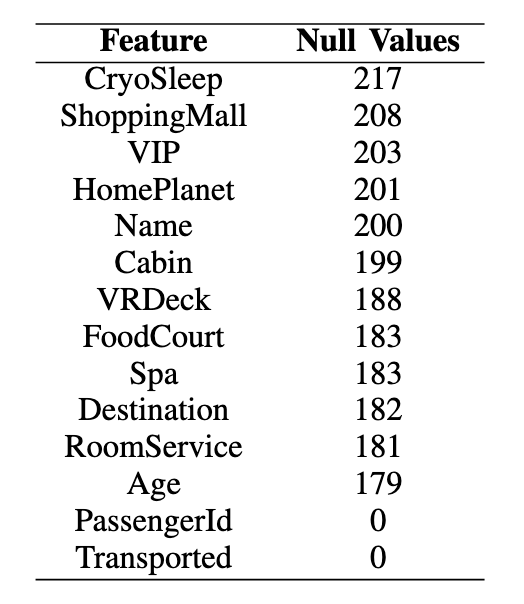 Feature Null Values
CryoSleep 217
ShoppingMall 208
VIP 203
HomePlanet 201
Name 200
Cabin 199
VRDeck 188
FoodCourt 183
Spa 183
Destination 182
RoomService 181
Age 179
PassengerId 0
Transported 0